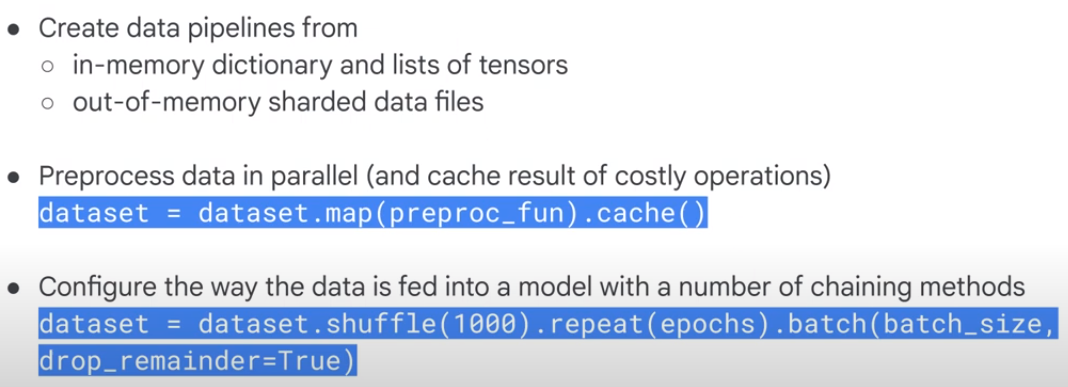 ● Create data pipelines from
○ in-memory dictionary and lists of tensors
○ out-of-memory sharded data files
● Preprocess data in parallel (and cache result of costly operations)
dataset = dataset.map(preproc_fun).cache()
● Configure the way the data is fed into a model with a number of chaining methods
dataset = dataset.shuffle(1000).repeat(epochs).batch(batch_size,
drop_remainder=True)